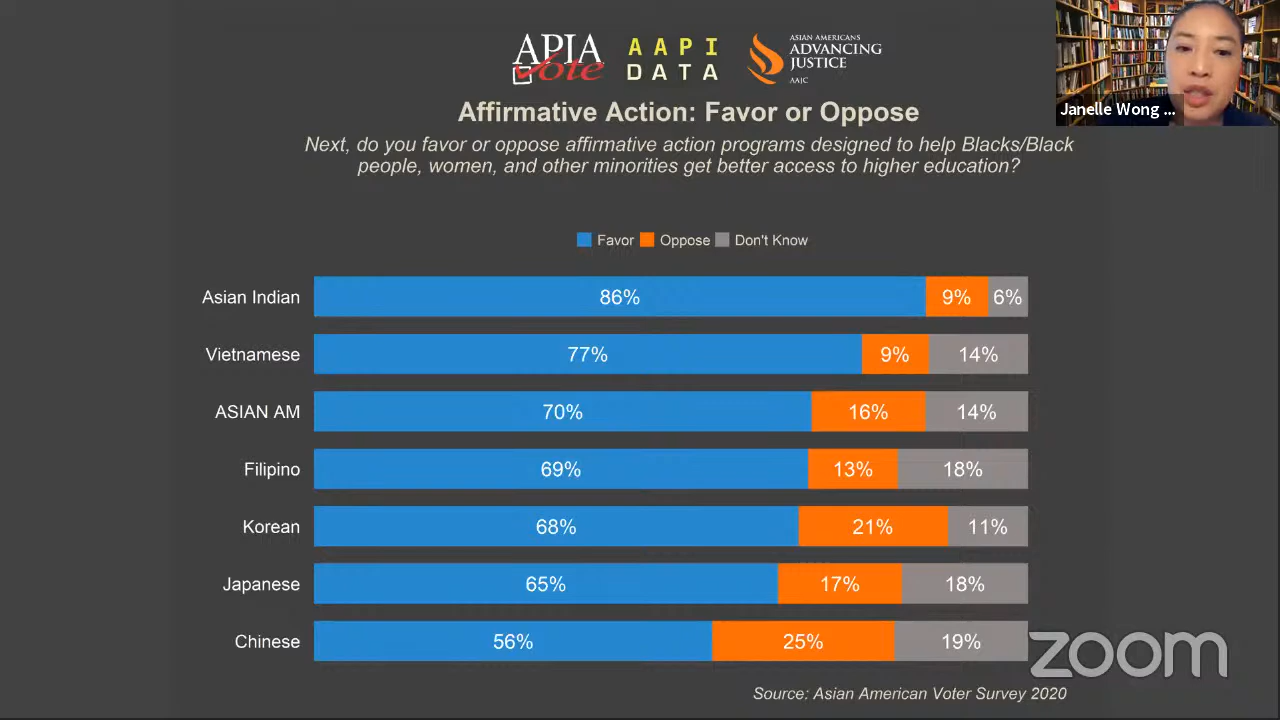 APIA
Vote
AAPI
DATA
ASIAN AMERICANS
ADVANCING
JUSTICE
AAJC
Janelle Wong ...
Affirmative Action: Favor or Oppose
Next, do you favor or oppose affirmative action programs designed to help Blacks/Black
people, women, and other minorities get better access to higher education?
Favor Oppose Don't Know
Asian Indian 86% 9% 6%
Vietnamese 77% 9% 14%
ASIAN AM 70% 16% 14%
Filipino 69% 13% 18%
Korean 68% 21% 11%
Japanese 65% 17% 18%
Chinese 56% 25% 19%
zoom
Source: Asian American Voter Survey 2020